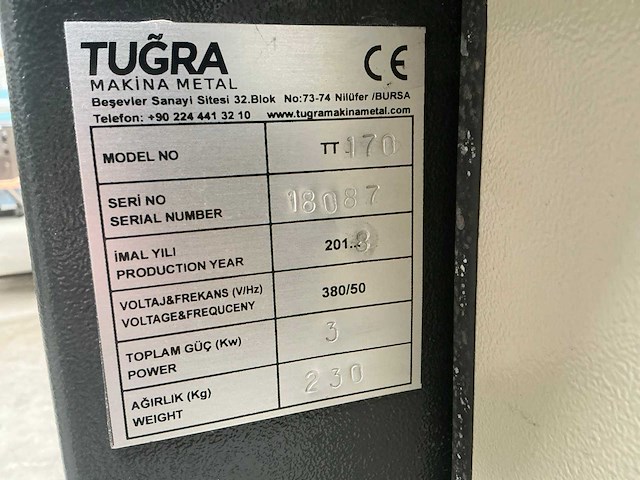 TUĞRA
MAKİNA METAL
CE
Beşevler Sanayi Sitesi 32.Blok No:73-74 Nilüfer /BURSA
Telefon: +90 224 441 32 10 www.tugramakinametal.com
MODEL NO TT 170
SERİ NO
SERIAL NUMBER
18087
İMAL YILI
PRODUCTION YEAR
VOLTAJ&FREKANS (V/Hz)
VOLTAGE&FREQUCENY
380/50
TOPLAM GÜÇ (Kw)
POWER
3
AĞIRLIK (Kg)
WEIGHT
230